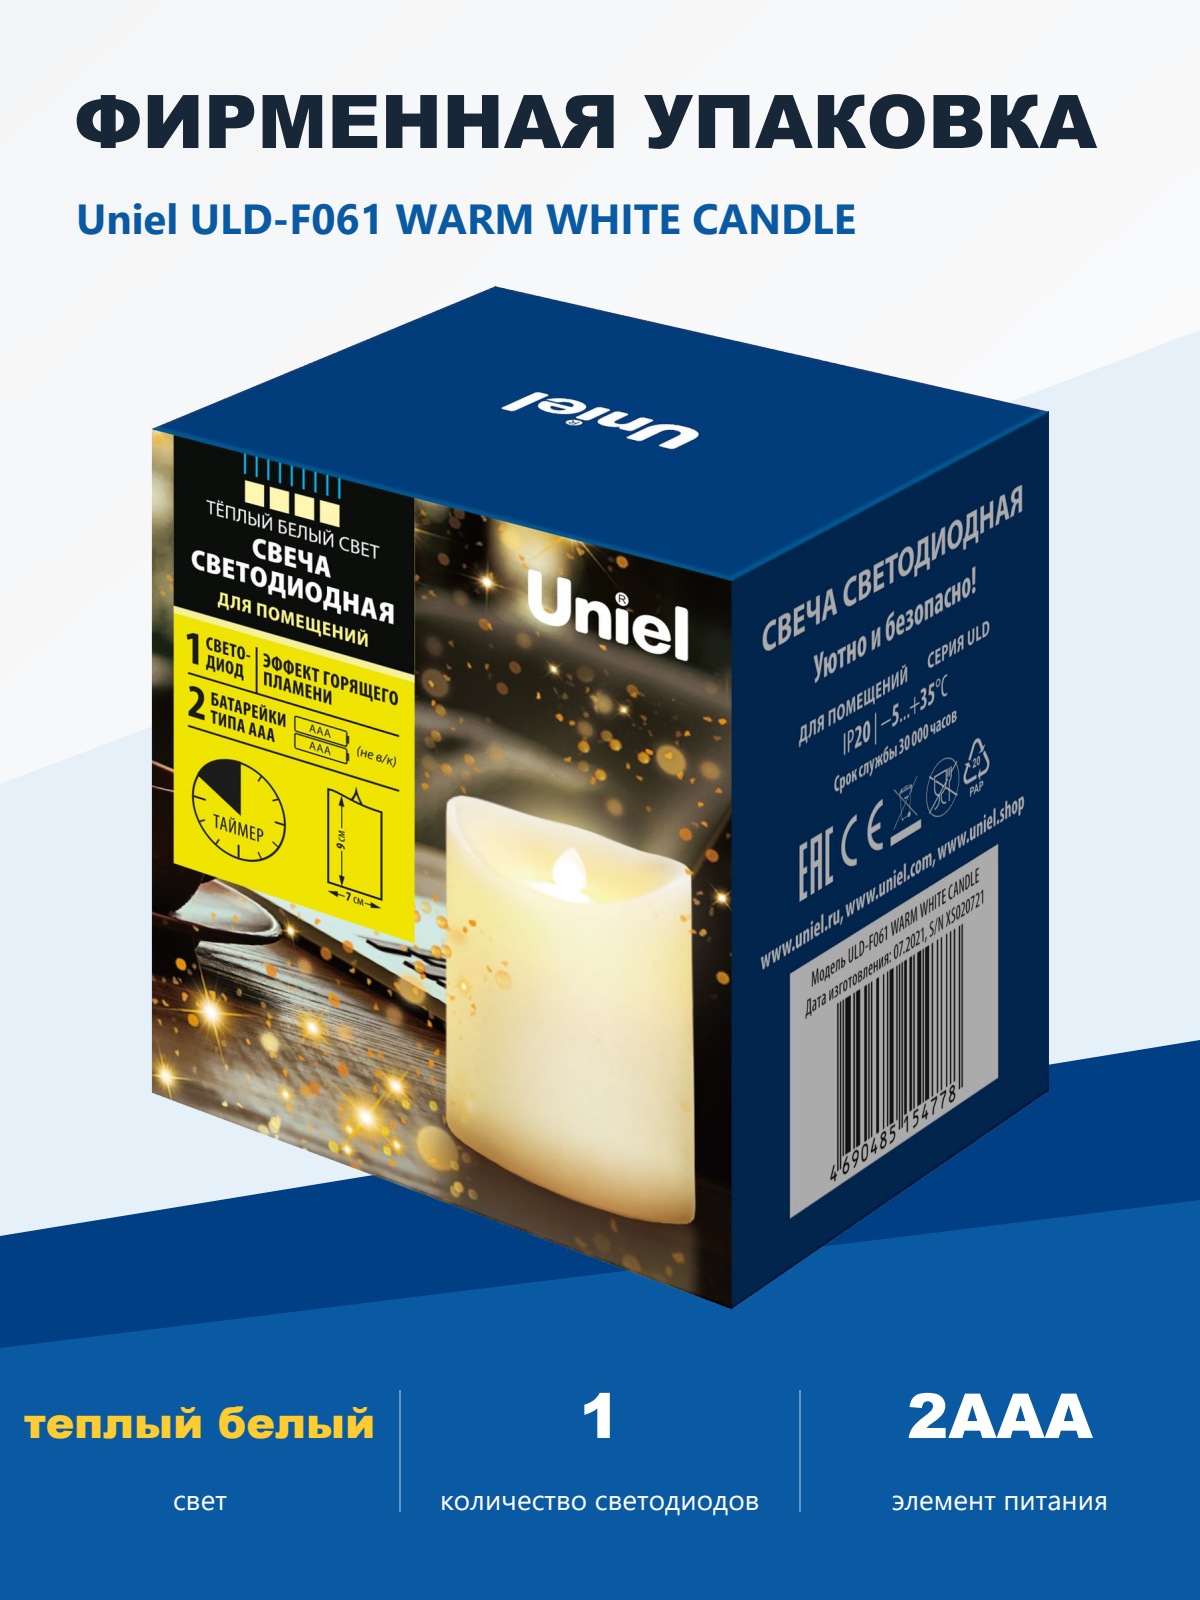 ФИРМЕННАЯ УПАКОВКА
Uniel ULD-F061 WARM WHITE CANDLE
Uniel ®
ТЁПЛЫЙ БЕЛЫЙ СВЕТ
СВЕЧА
СВЕТОДИОДНАЯ
ДЛЯ ПОМЕЩЕНИЙ
1 СВЕТО-
ДИОД
ЭФФЕКТ ГОРЯЩЕГО
ПЛАМЕНИ
2 БАТАРЕЙКИ
ТИПА ААА
AAA
AAA
(не в/к)
ТАЙМЕР
9 СМ
7 СМ
Uniel ®
СВЕЧА СВЕТОДИОДНАЯ
Уютно и безопасно!
ДЛЯ ПОМЕЩЕНИЙ СЕРИЯ ULD
IP20 | −5...+35°C
Срок службы 30 000 часов
EAC CE
20
PAP
www.uniel.ru, www.uniel.com, www.uniel.shop
Модель ULD-F061 WARM WHITE CANDLE
Дата изготовления: 07.2021, S/N XS020721
4 690485 154778
теплый белый
свет
1
количество светодиодов
2AAA
элемент питания